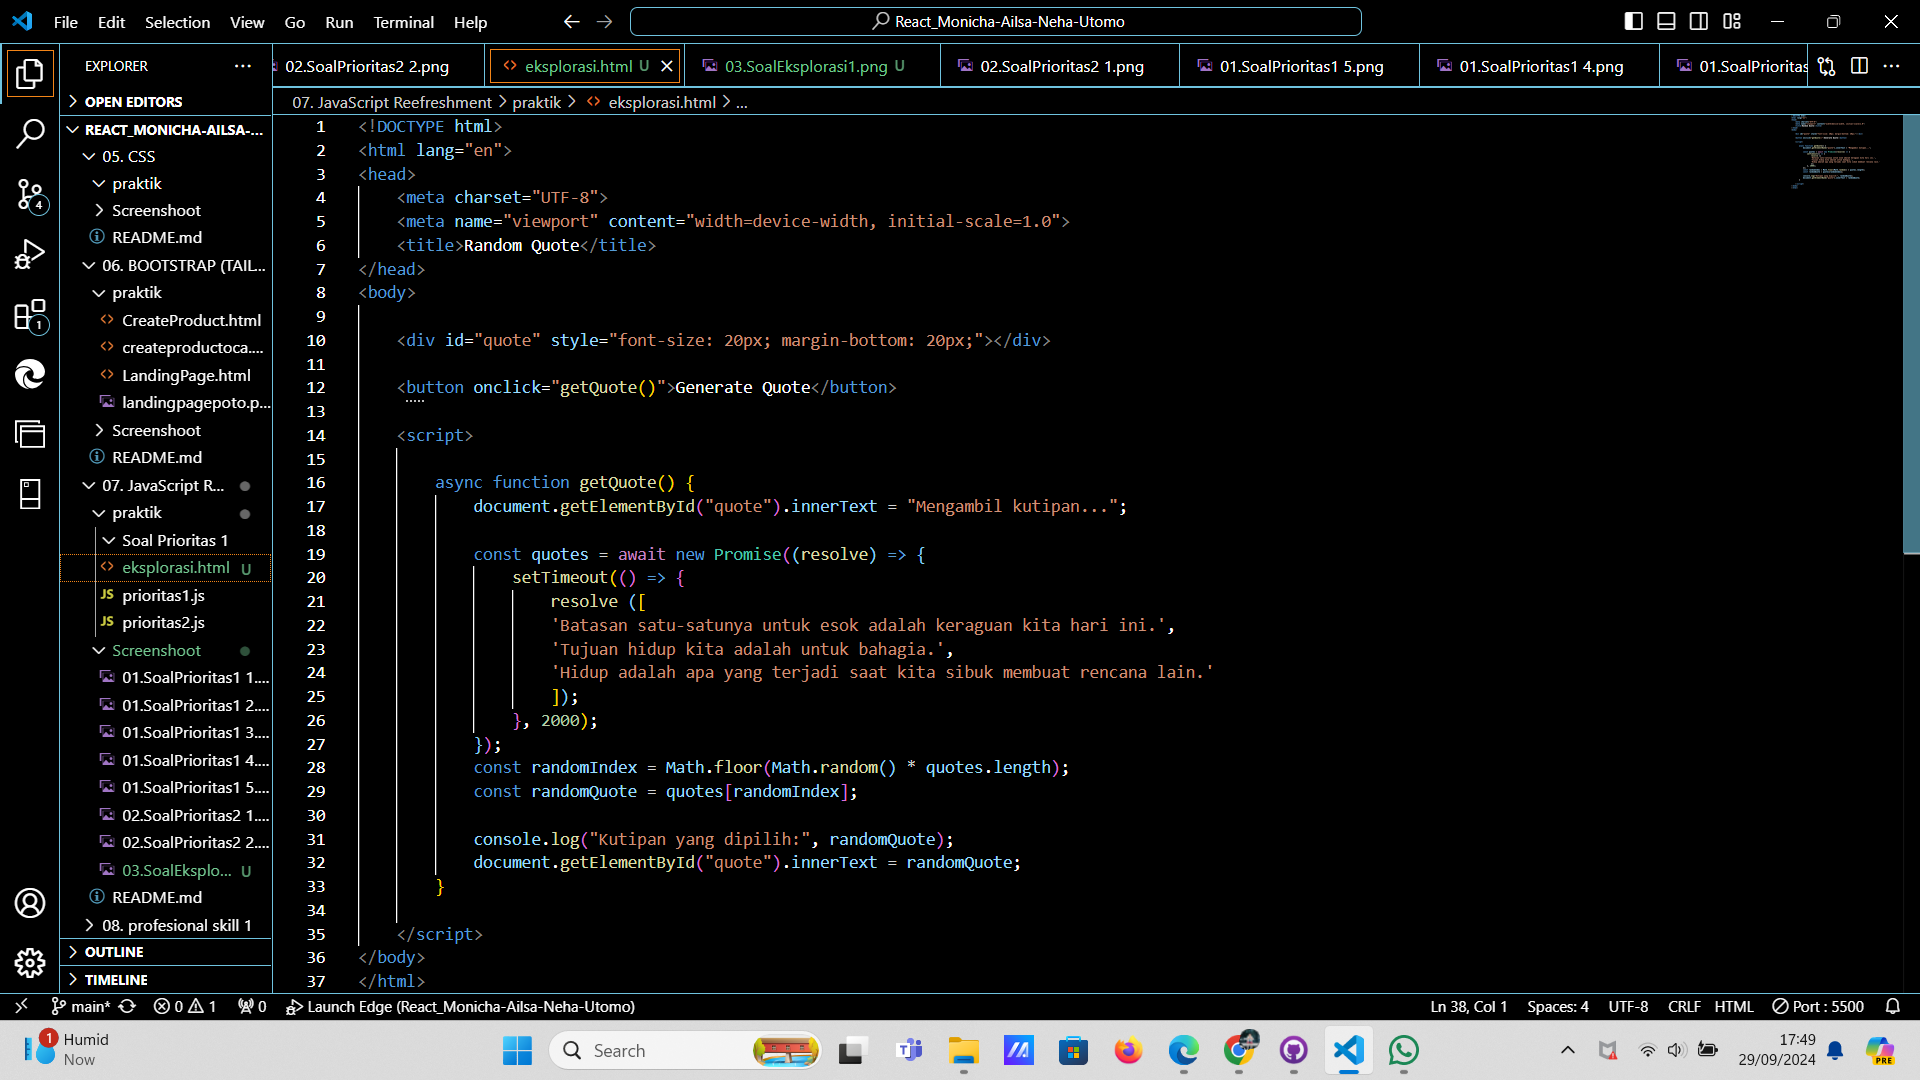 File Edit Selection View Go Run Terminal Help
React_Monicha-Ailsa-Neha-Utomo
EXPLORER
02.SoalPrioritas2 2.png
eksplorasi.html U
03.SoalEksplorasi1.png U
02.SoalPrioritas2 1.png
01.SoalPrioritas1 5.png
01.SoalPrioritas1 4.png
01.SoalPrioritas
07. JavaScript Reefreshment > praktik > eksplorasi.html > ...
OPEN EDITORS
REACT_MONICHA-AILSA-...
05. CSS
praktik
Screenshoot
README.md
06. BOOTSTRAP (TAIL...
praktik
CreateProduct.html
createproductoca....
LandingPage.html
landingpagepoto.p...
Screenshoot
README.md
07. JavaScript R...
praktik
Soal Prioritas 1
eksplorasi.html U
JS prioritas1.js
JS prioritas2.js
Screenshoot
01.SoalPrioritas1 1....
01.SoalPrioritas1 2....
01.SoalPrioritas1 3....
01.SoalPrioritas1 4....
01.SoalPrioritas1 5....
02.SoalPrioritas2 1....
02.SoalPrioritas2 2....
03.SoalEksplo... U
README.md
08. profesional skill 1
OUTLINE
TIMELINE
4
1
1 <!DOCTYPE html>
2 <html lang="en">
3 <head>
4 <meta charset="UTF-8">
5 <meta name="viewport" content="width=device-width, initial-scale=1.0">
6 <title>Random Quote</title>
7 </head>
8 <body>
9
10 <div id="quote" style="font-size: 20px; margin-bottom: 20px;"></div>
11
12 <button onclick="getQuote()">Generate Quote</button>
13
14 <script>
15
16 async function getQuote() {
17 document.getElementById("quote").innerText = "Mengambil kutipan...";
18
19 const quotes = await new Promise((resolve) => {
20 setTimeout(() => {
21 resolve ([
22 'Batasan satu-satunya untuk esok adalah keraguan kita hari ini.',
23 'Tujuan hidup kita adalah untuk bahagia.',
24 'Hidup adalah apa yang terjadi saat kita sibuk membuat rencana lain.'
25 ]);
26 }, 2000);
27 });
28 const randomIndex = Math.floor(Math.random() * quotes.length);
29 const randomQuote = quotes[randomIndex];
30
31 console.log("Kutipan yang dipilih:", randomQuote);
32 document.getElementById("quote").innerText = randomQuote;
33 }
34
35 </script>
36 </body>
37 </html>
main* 0 1 0 Launch Edge (React_Monicha-Ailsa-Neha-Utomo)
Ln 38, Col 1 Spaces: 4 UTF-8 CRLF HTML Port : 5500
1 Humid
Now
Search
17:49
29/09/2024
PRE